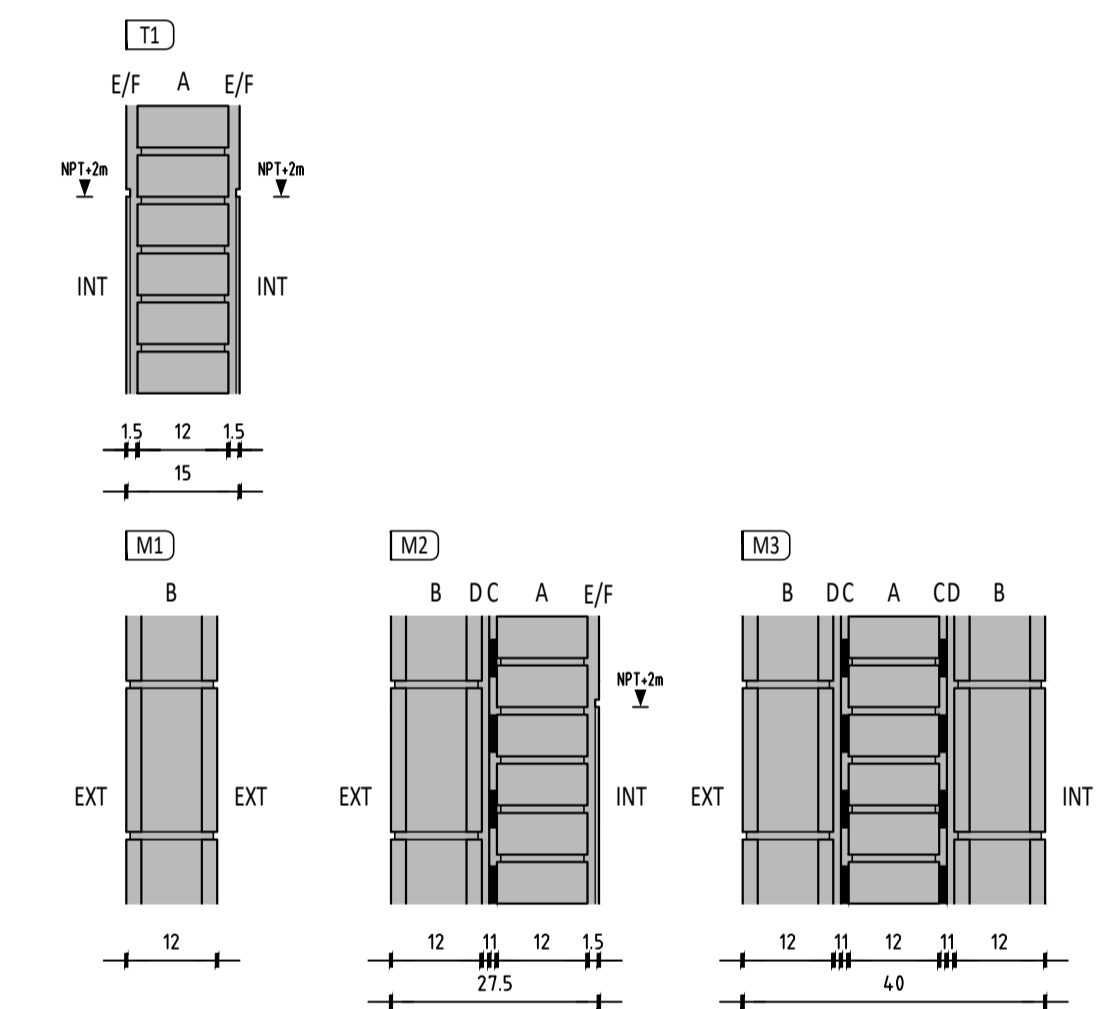 T1
E/F A E/F
NPT+2m NPT+2m
INT INT
1.5 12 1.5
15
M1 M2 M3
B B D C A E/F B D C A C D B
NPT+2m
EXT EXT EXT INT EXT INT
12 12 1 1 12 1.5 12 1 1 12 1 1 12
27.5 40